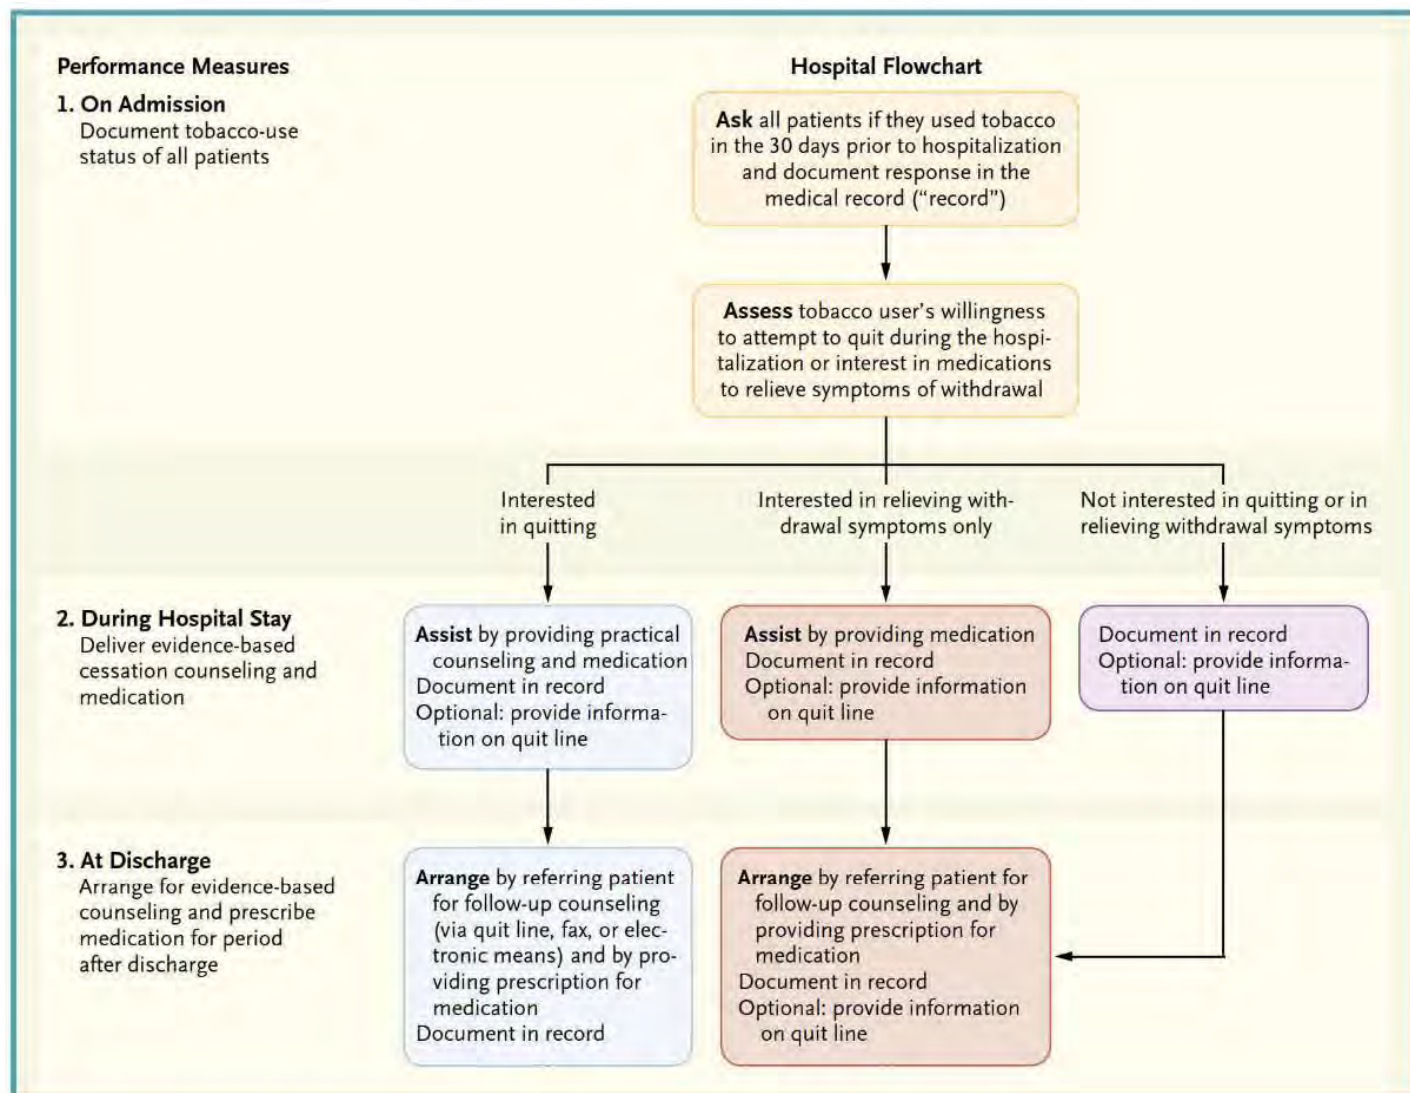 Performance Measures
Hospital Flowchart
1. On Admission
Document tobacco-use
status of all patients
Ask all patients if they used tobacco
in the 30 days prior to hospitalization
and document response in the
medical record (“record”)
Assess tobacco user’s willingness
to attempt to quit during the hospi-
talization or interest in medications
to relieve symptoms of withdrawal
Interested
in quitting
Interested in relieving with-
drawal symptoms only
Not interested in quitting or in
relieving withdrawal symptoms
2. During Hospital Stay
Deliver evidence-based
cessation counseling and
medication
Assist by providing practical
counseling and medication
Document in record
Optional: provide informa-
tion on quit line
Assist by providing medication
Document in record
Optional: provide information
on quit line
Document in record
Optional: provide informa-
tion on quit line
3. At Discharge
Arrange for evidence-based
counseling and prescribe
medication for period
after discharge
Arrange by referring patient
for follow-up counseling
(via quit line, fax, or elec-
tronic means) and by pro-
viding prescription for
medication
Document in record
Arrange by referring patient for
follow-up counseling and by
providing prescription for
medication
Document in record
Optional: provide information
on quit line